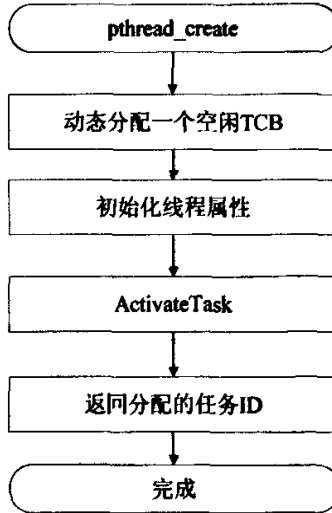 pthread_create
动态分配一个空闲TCB
初始化线程属性
ActivateTask
返回分配的任务ID
完成